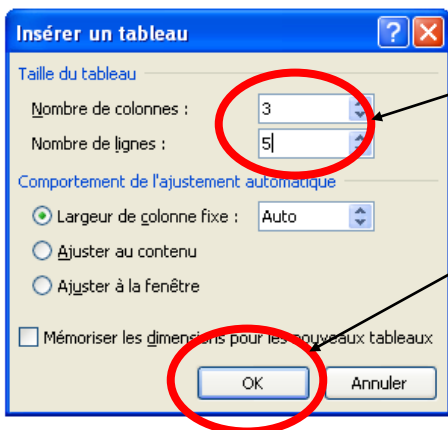 Insérer un tableau
Taille du tableau
Nombre de colonnes : 3
Nombre de lignes : 5
Comportement de l'ajustement automatique
Largeur de colonne fixe : Auto
Ajuster au contenu
Ajuster à la fenêtre
Mémoriser les dimensions pour les nouveaux tableaux
OK Annuler